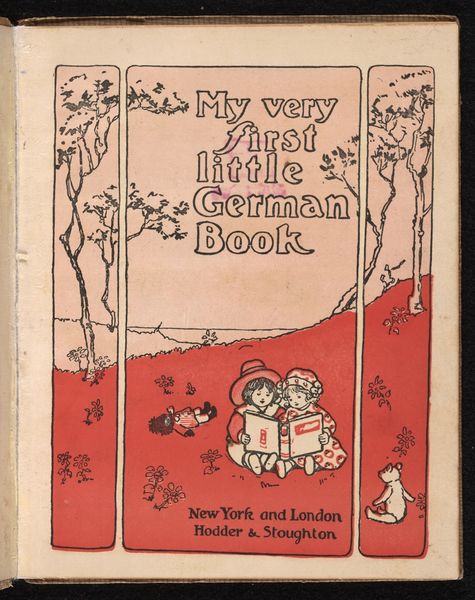 My very
first
little
German
Book
New York and London
Hodder & Stoughton